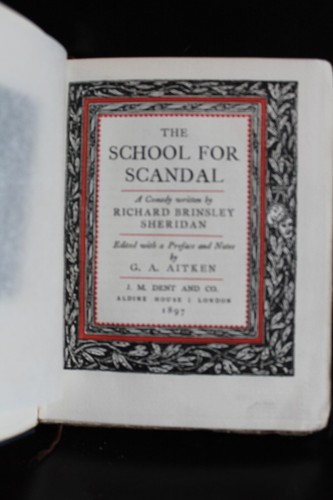 THE
SCHOOL FOR
SCANDAL
A Comedy written by
RICHARD BRINSLEY
SHERIDAN
Edited with a Preface and Notes
by
G. A. AITKEN
J. M. DENT AND CO.
ALDINE HOUSE : LONDON
1897